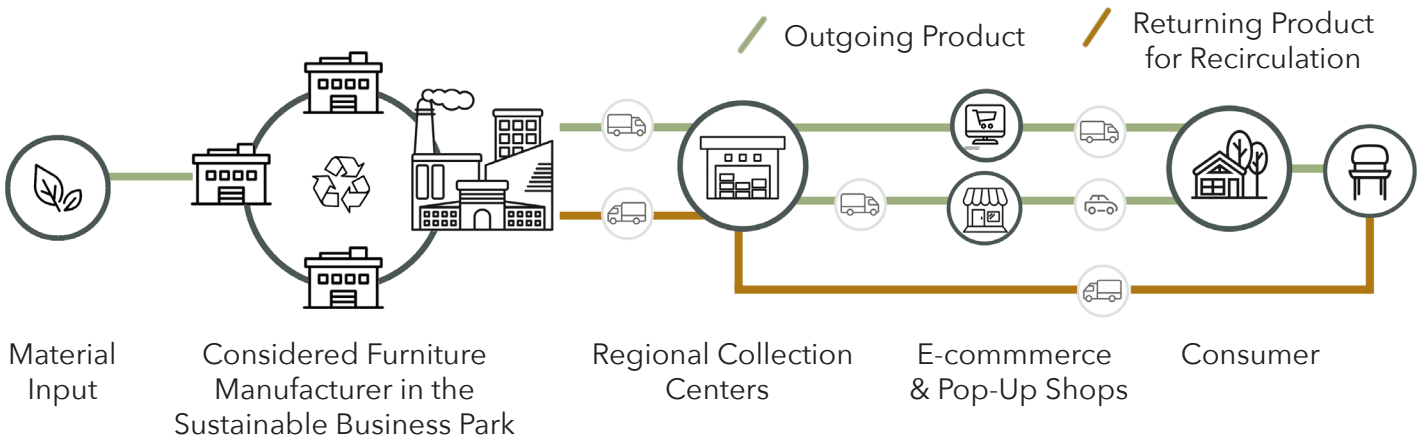 Outgoing Product
Returning Product
for Recirculation
Material
Input
Considered Furniture
Manufacturer in the
Sustainable Business Park
Regional Collection
Centers
E-commmerce
& Pop-Up Shops
Consumer